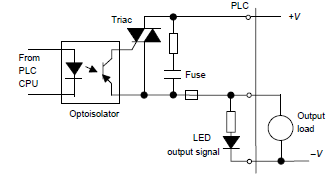 PLC
Triac
+V
From
PLC
CPU
Fuse
Optoisolator
Output
load
LED
output signal
–V